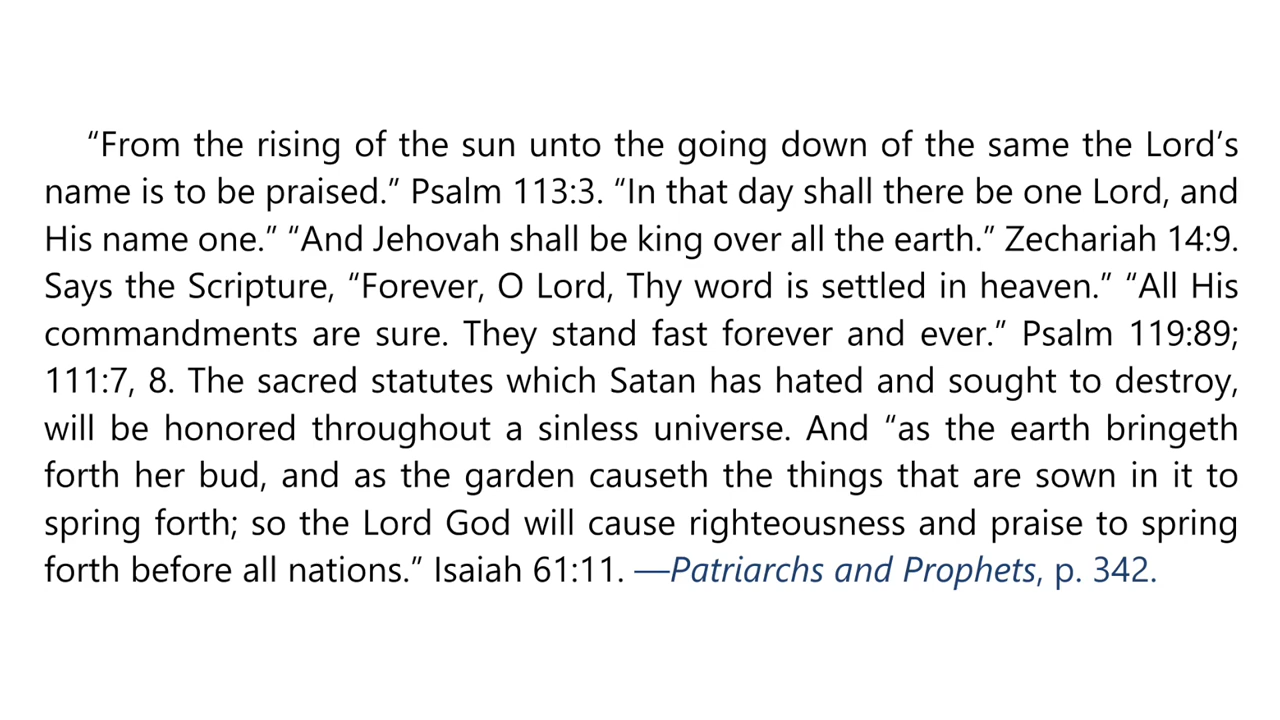 “From the rising of the sun unto the going down of the same the Lord’s
name is to be praised.” Psalm 113:3. “In that day shall there be one Lord, and
His name one.” “And Jehovah shall be king over all the earth.” Zechariah 14:9.
Says the Scripture, “Forever, O Lord, Thy word is settled in heaven.” “All His
commandments are sure. They stand fast forever and ever.” Psalm 119:89;
111:7, 8. The sacred statutes which Satan has hated and sought to destroy,
will be honored throughout a sinless universe. And “as the earth bringeth
forth her bud, and as the garden causeth the things that are sown in it to
spring forth; so the Lord God will cause righteousness and praise to spring
forth before all nations.” Isaiah 61:11. —Patriarchs and Prophets, p. 342.